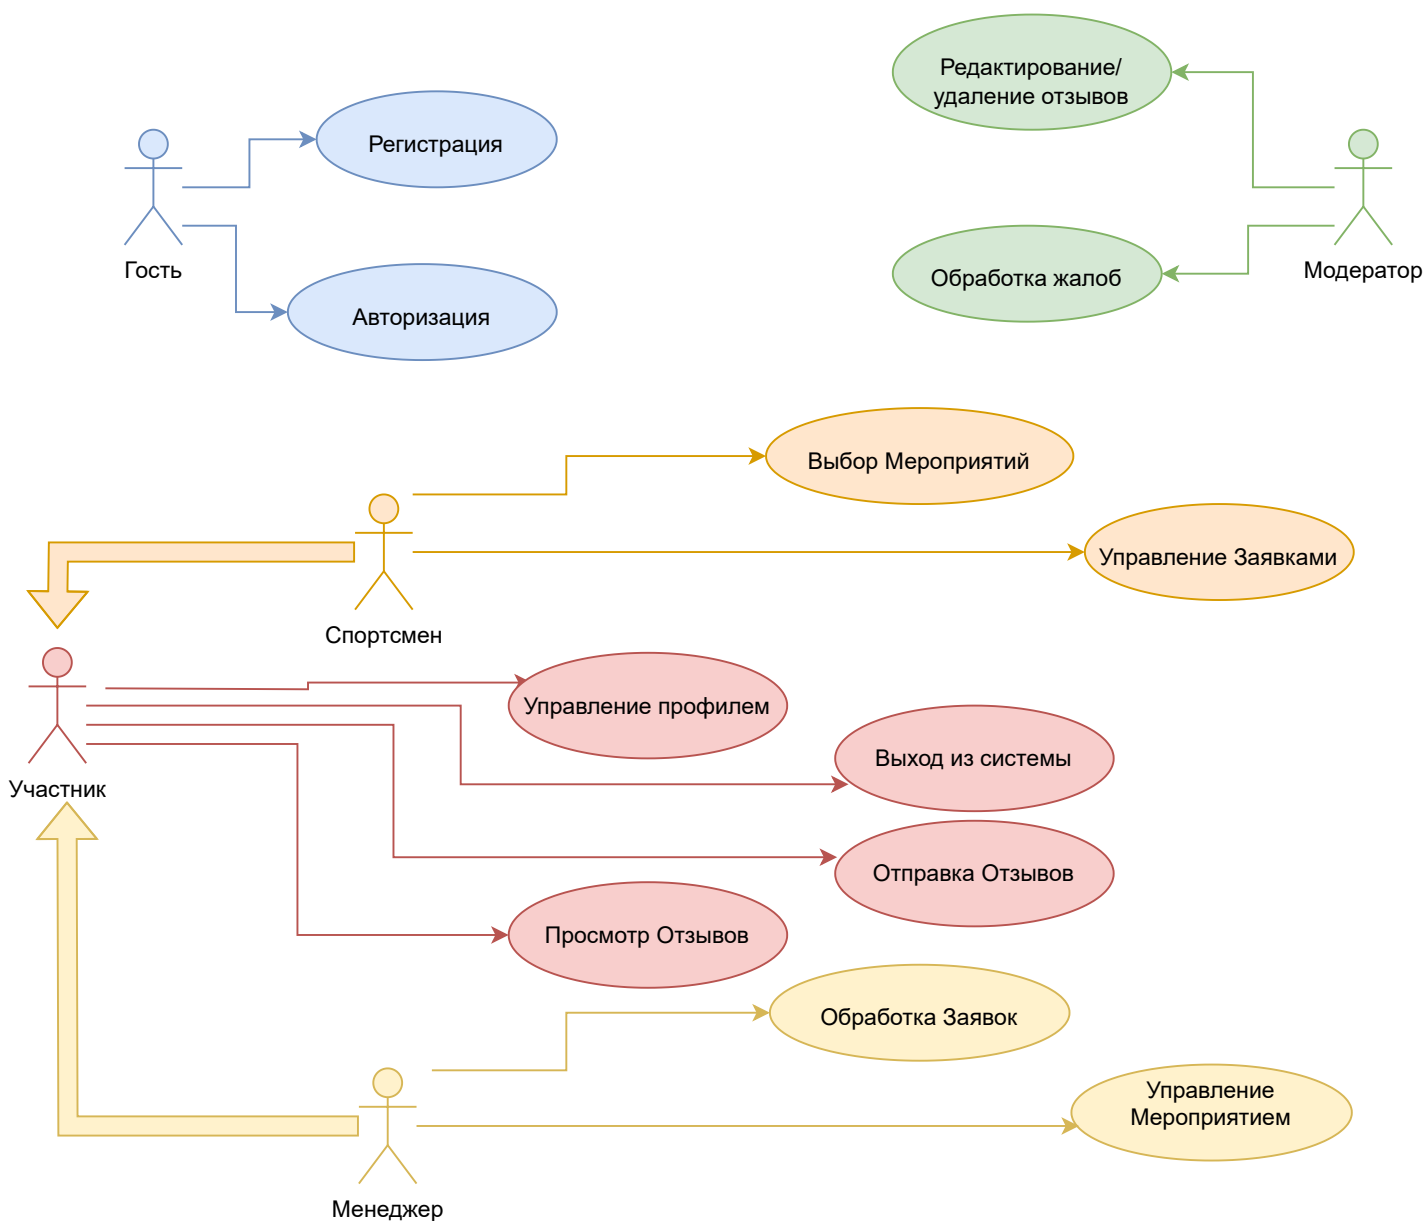 Редактирование/
удаление отзывов
Регистрация
Гость
Модератор
Обработка жалоб
Авторизация
Выбор Мероприятий
Управление Заявками
Спортсмен
Управление профилем
Выход из системы
Участник
Отправка Отзывов
Просмотр Отзывов
Обработка Заявок
Управление
Мероприятием
Менеджер